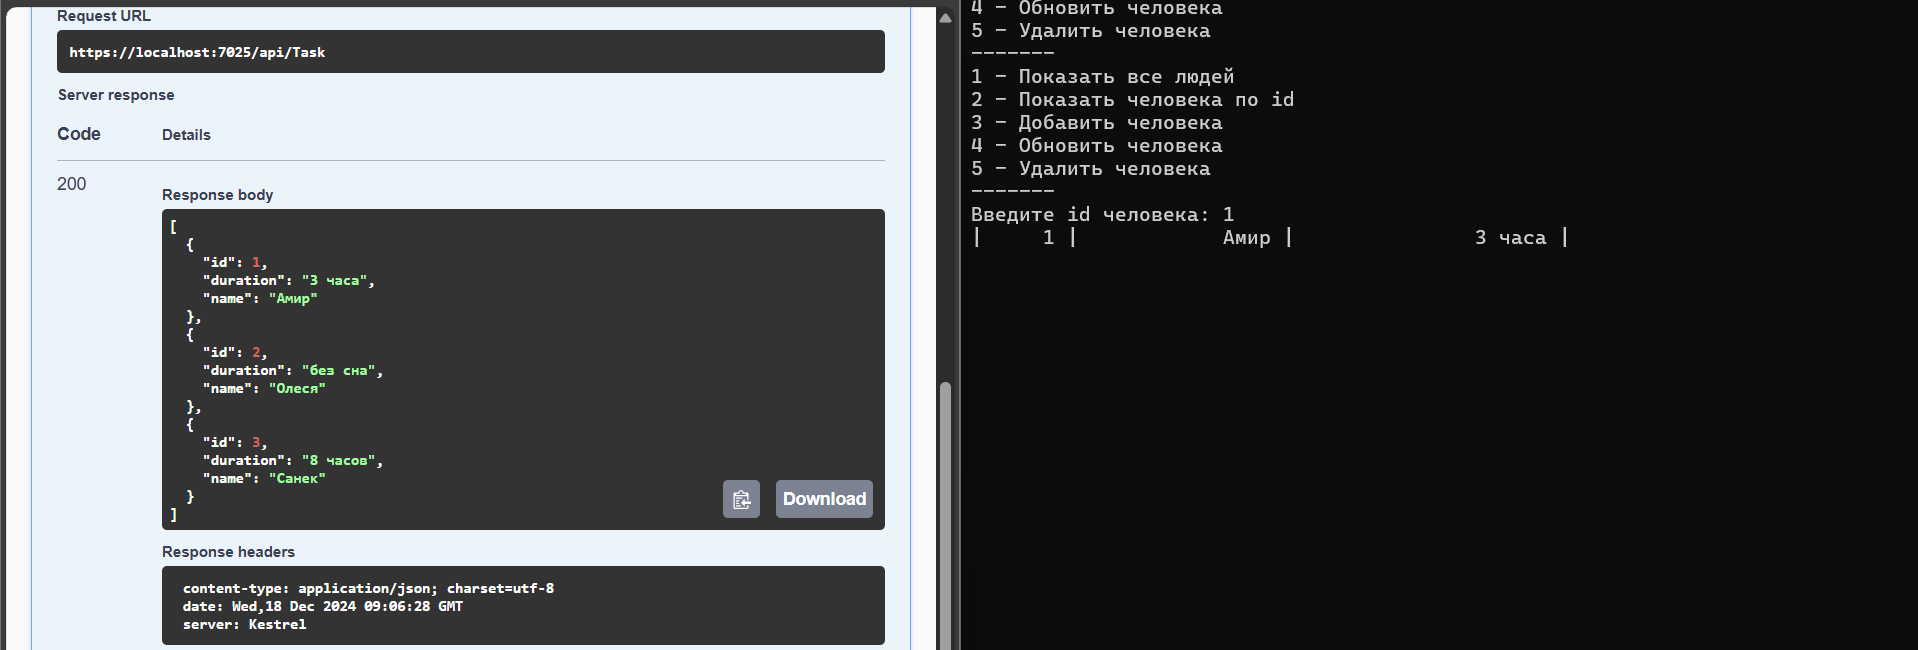 Request URL
https://localhost:7025/api/Task
Server response
Code Details
200
Response body
[
  {
    "id": 1,
    "duration": "3 часа",
    "name": "Амир"
  },
  {
    "id": 2,
    "duration": "без сна",
    "name": "Олеся"
  },
  {
    "id": 3,
    "duration": "8 часов",
    "name": "Санек"
  }
]
Download
Response headers
content-type: application/json; charset=utf-8
date: Wed,18 Dec 2024 09:06:28 GMT
server: Kestrel
4 - Обновить человека
5 - Удалить человека
-------
1 - Показать все людей
2 - Показать человека по id
3 - Добавить человека
4 - Обновить человека
5 - Удалить человека
-------
Введите id человека: 1
|     1 |            Амир |               3 часа |